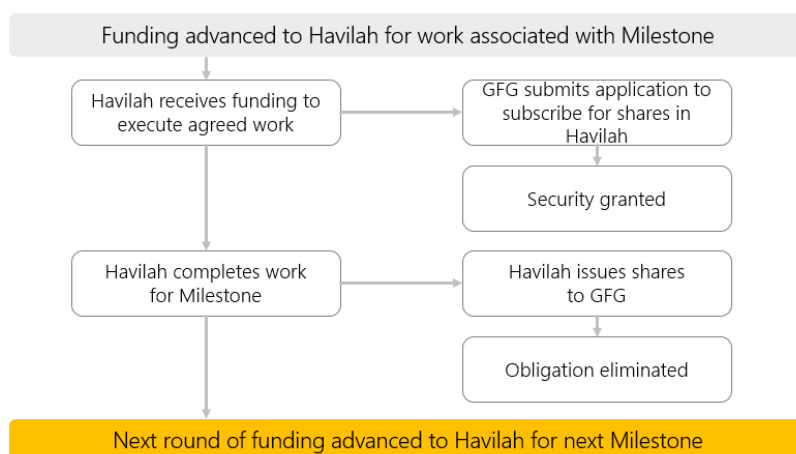 Funding advanced to Havilah for work associated with Milestone
Havilah receives funding to
execute agreed work
GFG submits application to
subscribe for shares in
Havilah
Security granted
Havilah completes work
for Milestone
Havilah issues shares
to GFG
Obligation eliminated
Next round of funding advanced to Havilah for next Milestone